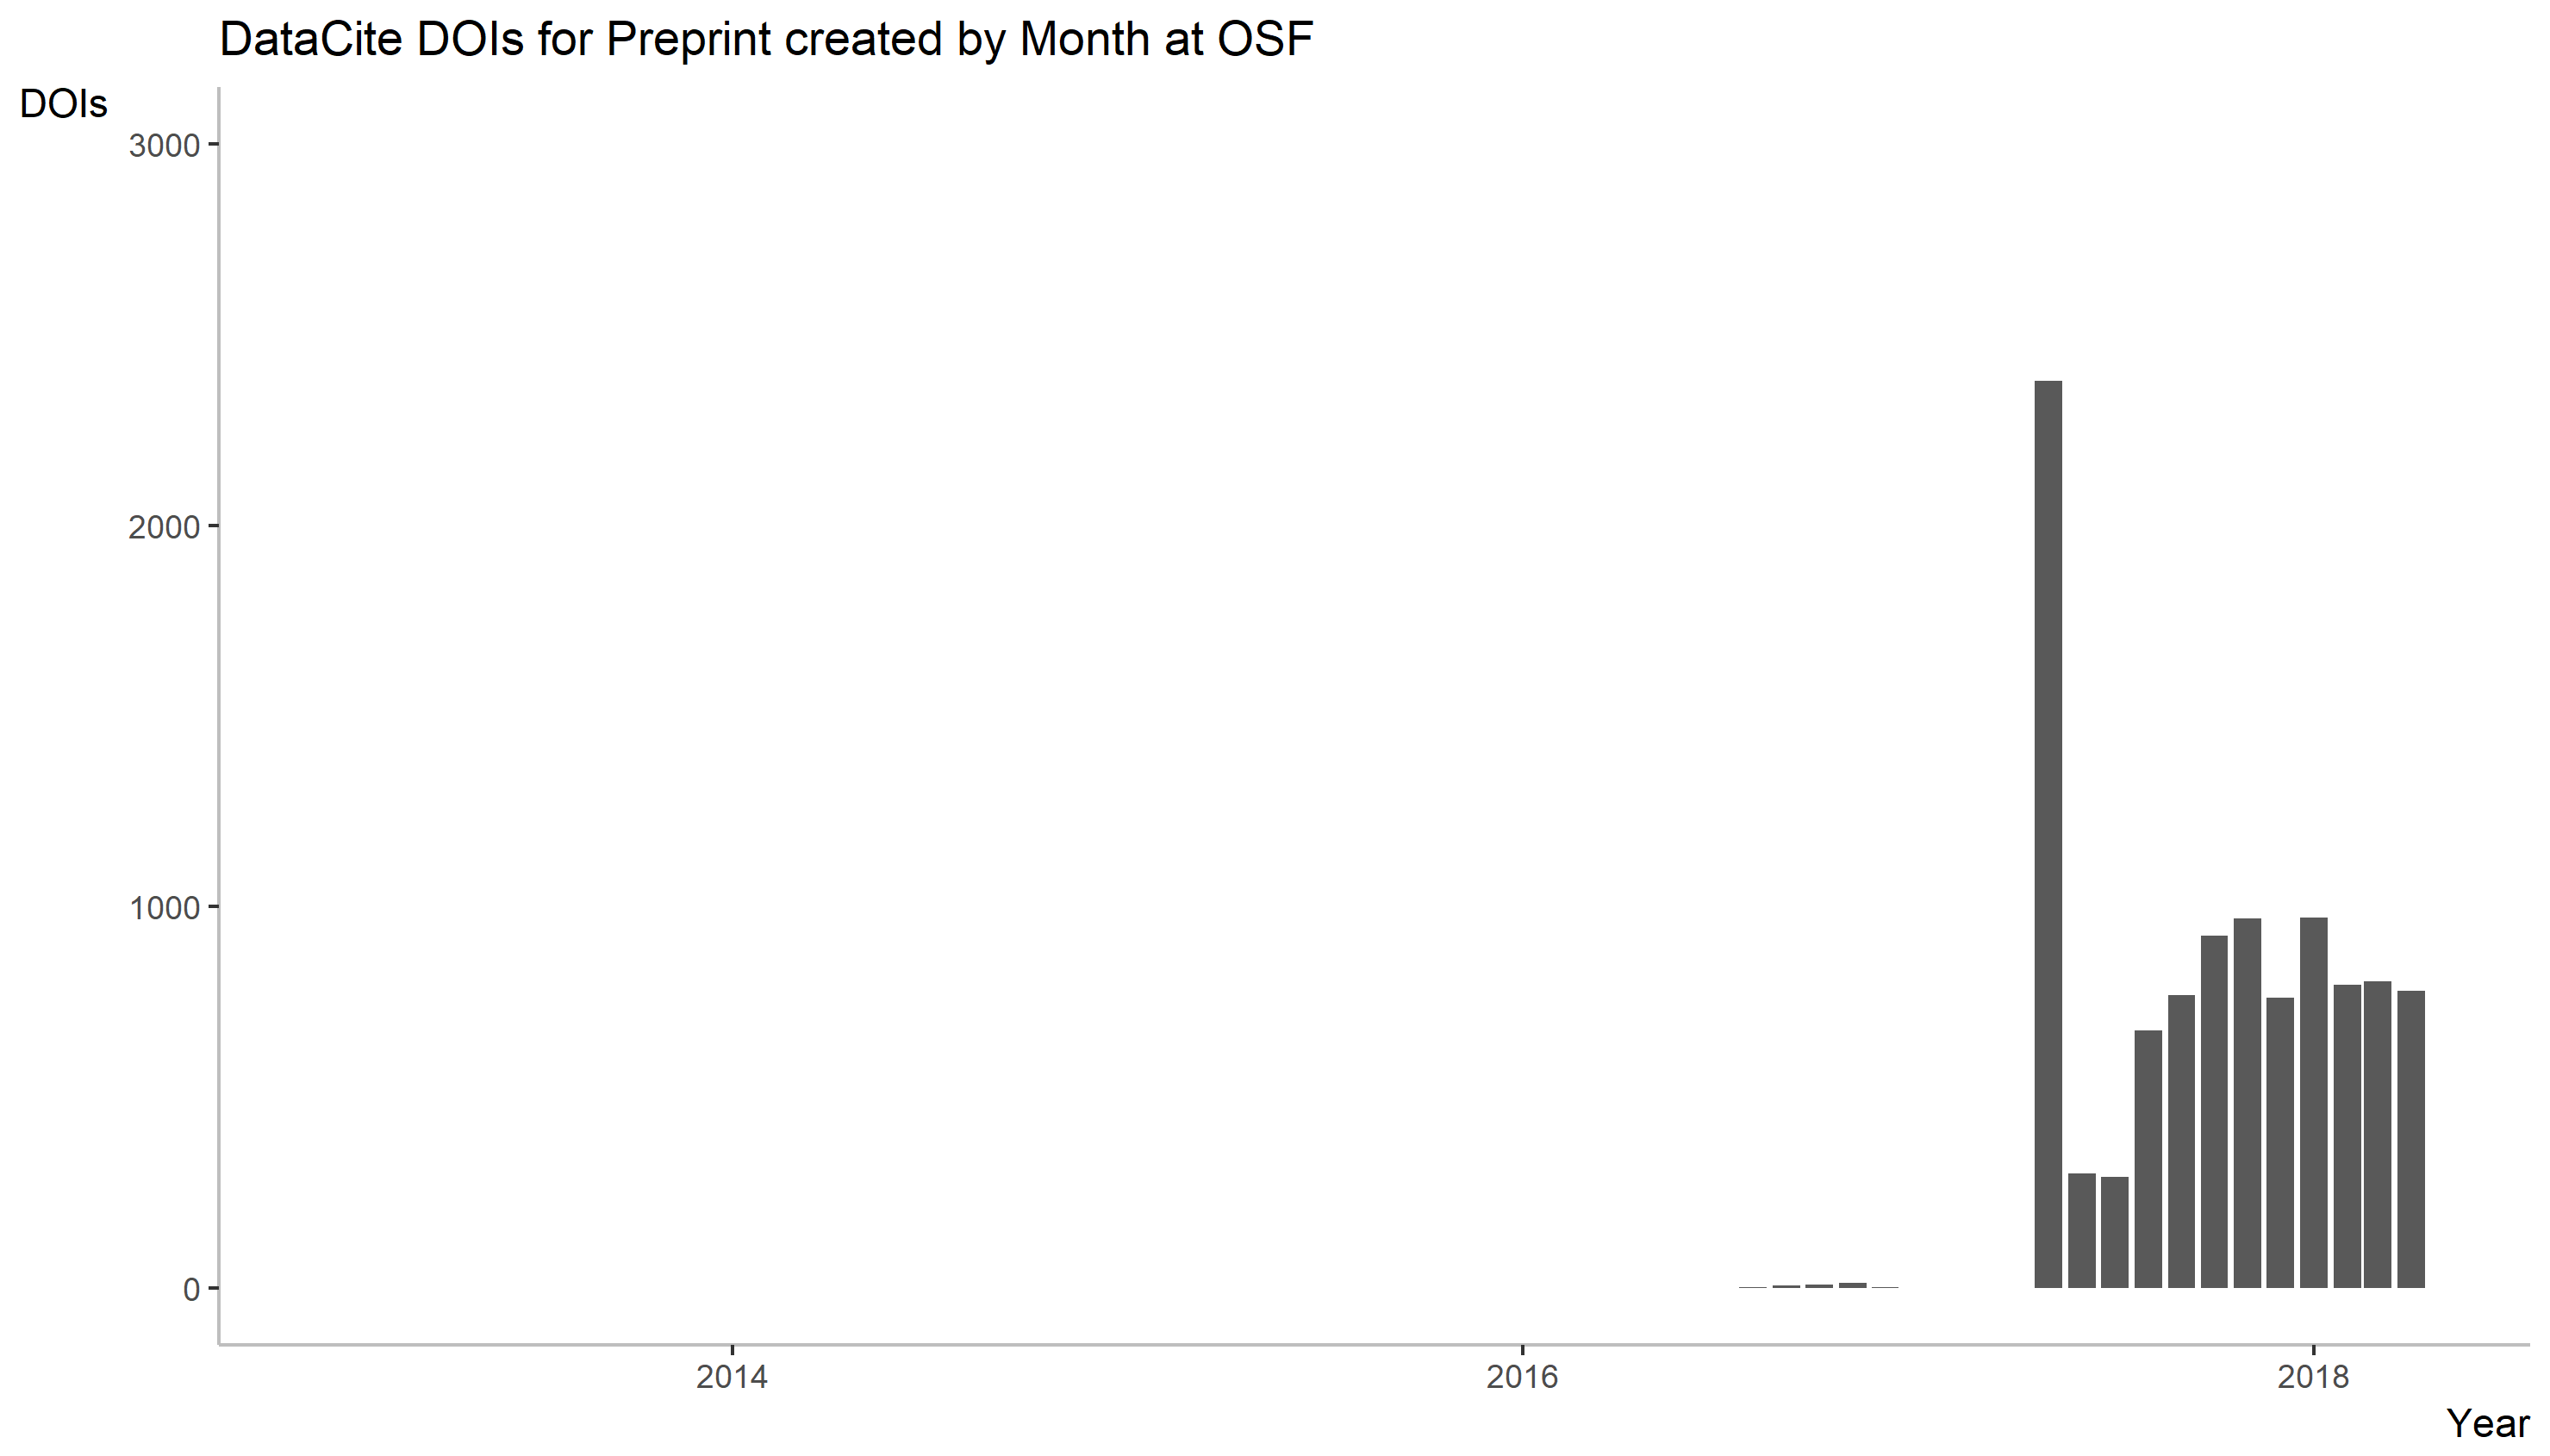 DataCite DOIs for Preprint created by Month at OSF
DOIs
3000
2000
1000
0
2014
2016
2018
Year